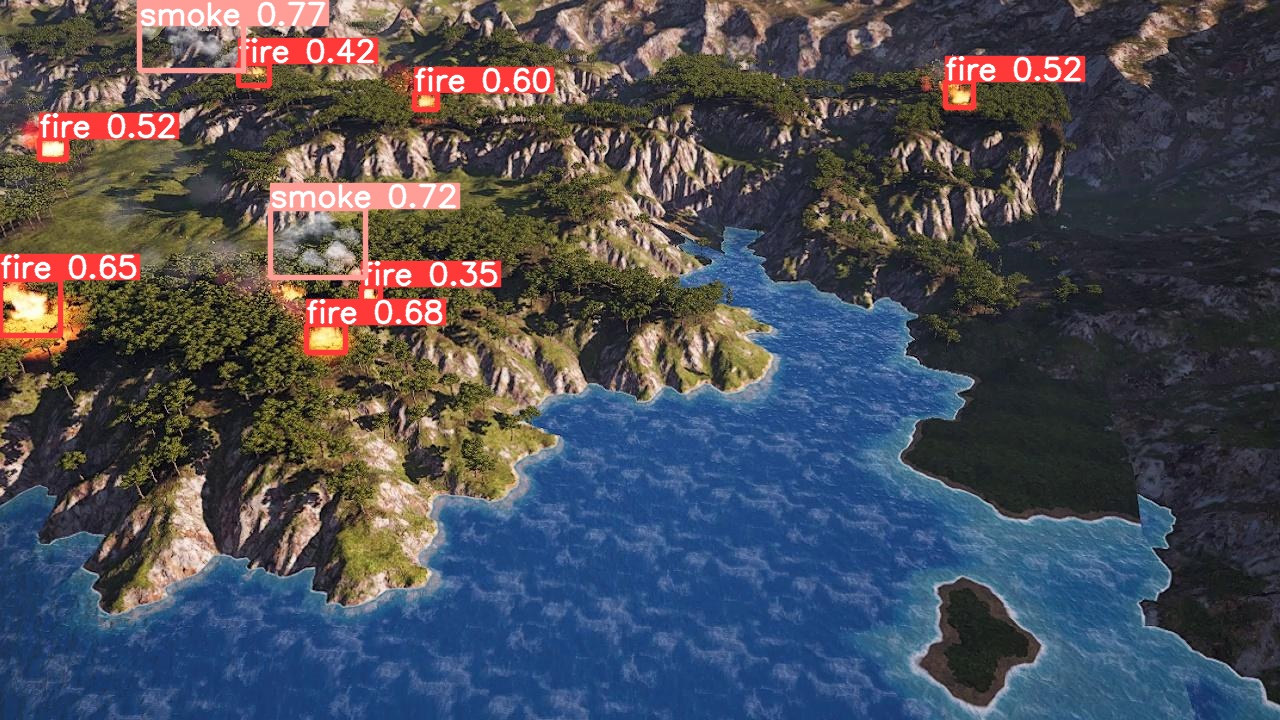 smoke 0.77
fire 0.42
fire 0.60
fire 0.52
fire 0.52
smoke 0.72
fire 0.65
fire 0.35
fire 0.68